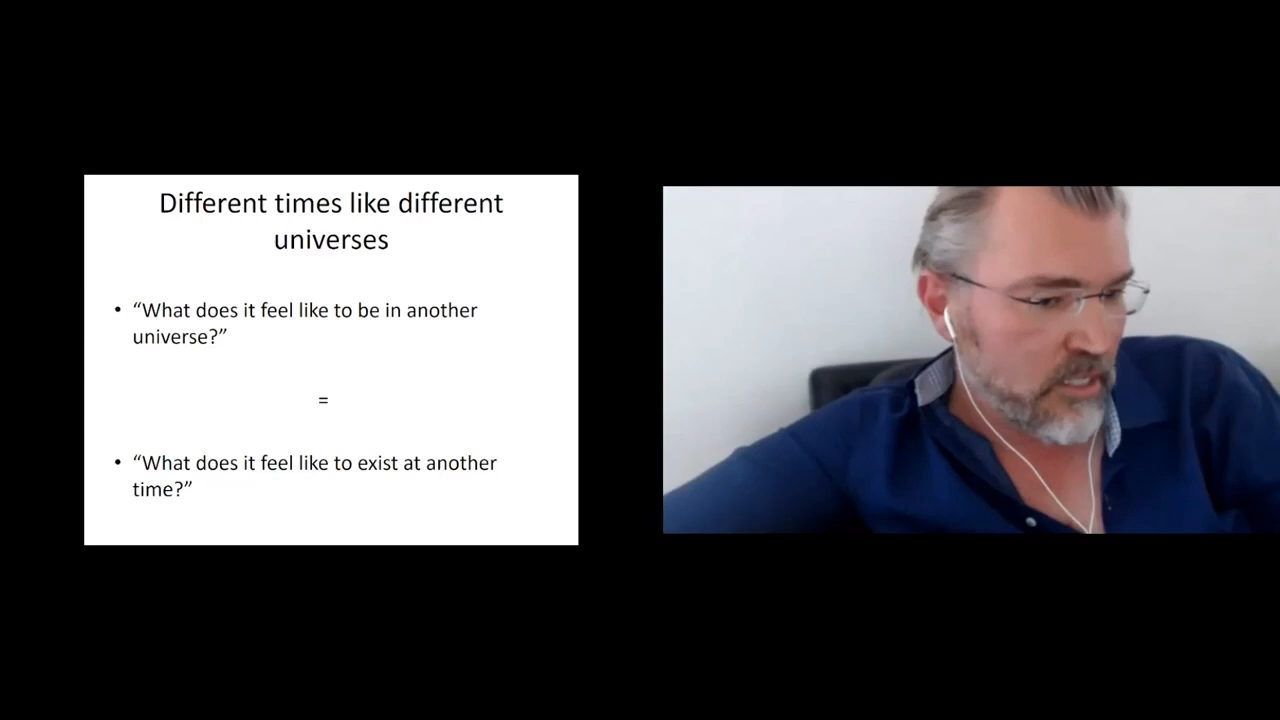 Different times like different
universes
• “What does it feel like to be in another
universe?”
=
• “What does it feel like to exist at another
time?”